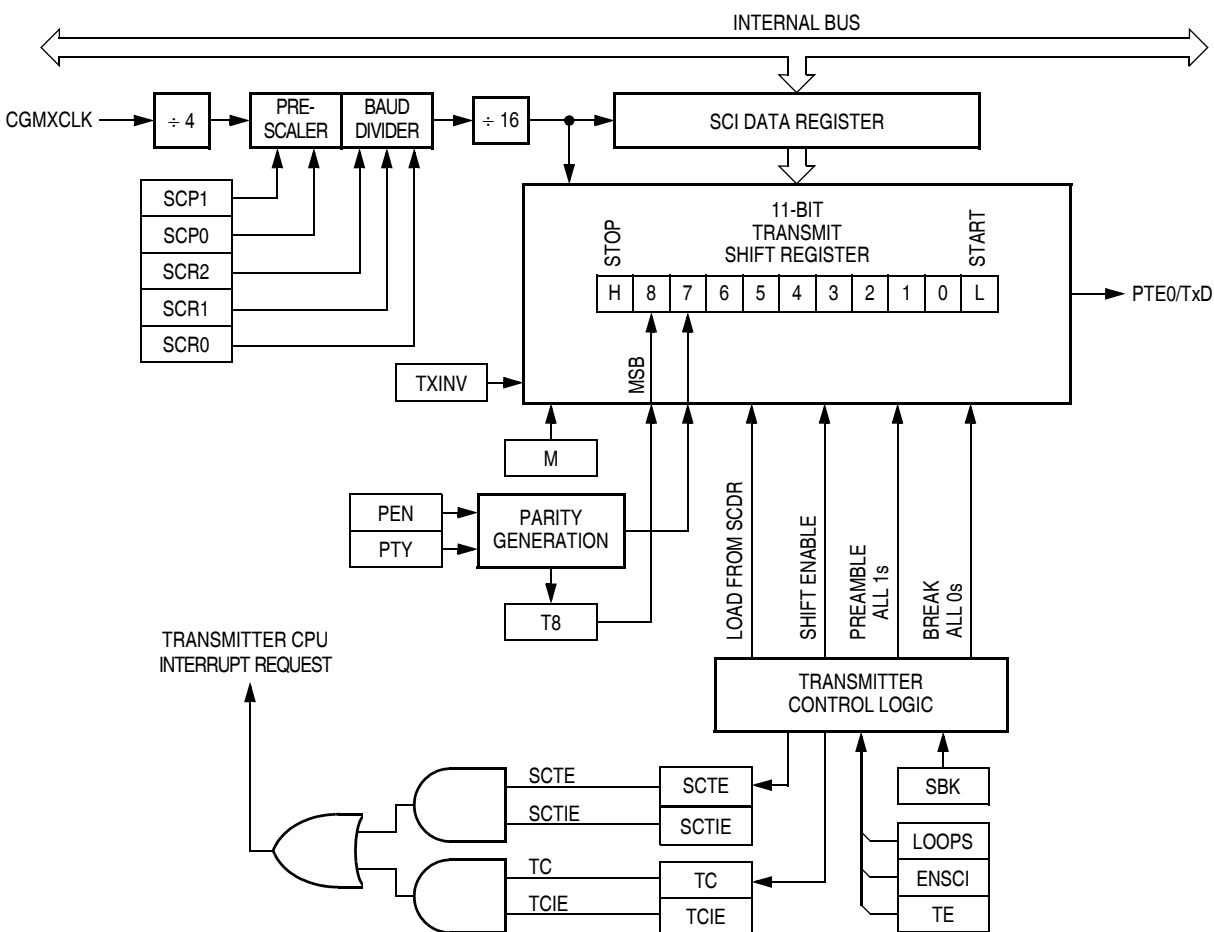 INTERNAL BUS
CGMXCLK
÷ 4
PRE-
SCALER
BAUD
DIVIDER
÷ 16
SCI DATA REGISTER
SCP1
SCP0
SCR2
SCR1
SCR0
11-BIT
TRANSMIT
SHIFT REGISTER
STOP
START
H 8 7 6 5 4 3 2 1 0 L
PTE0/TxD
MSB
TXINV
M
PEN
PTY
PARITY
GENERATION
T8
LOAD FROM SCDR
SHIFT ENABLE
PREAMBLE
ALL 1s
BREAK
ALL 0s
TRANSMITTER CPU
INTERRUPT REQUEST
TRANSMITTER
CONTROL LOGIC
SCTE
SCTE
SBK
SCTIE
SCTIE
LOOPS
TC
TC
ENSCI
TCIE
TCIE
TE